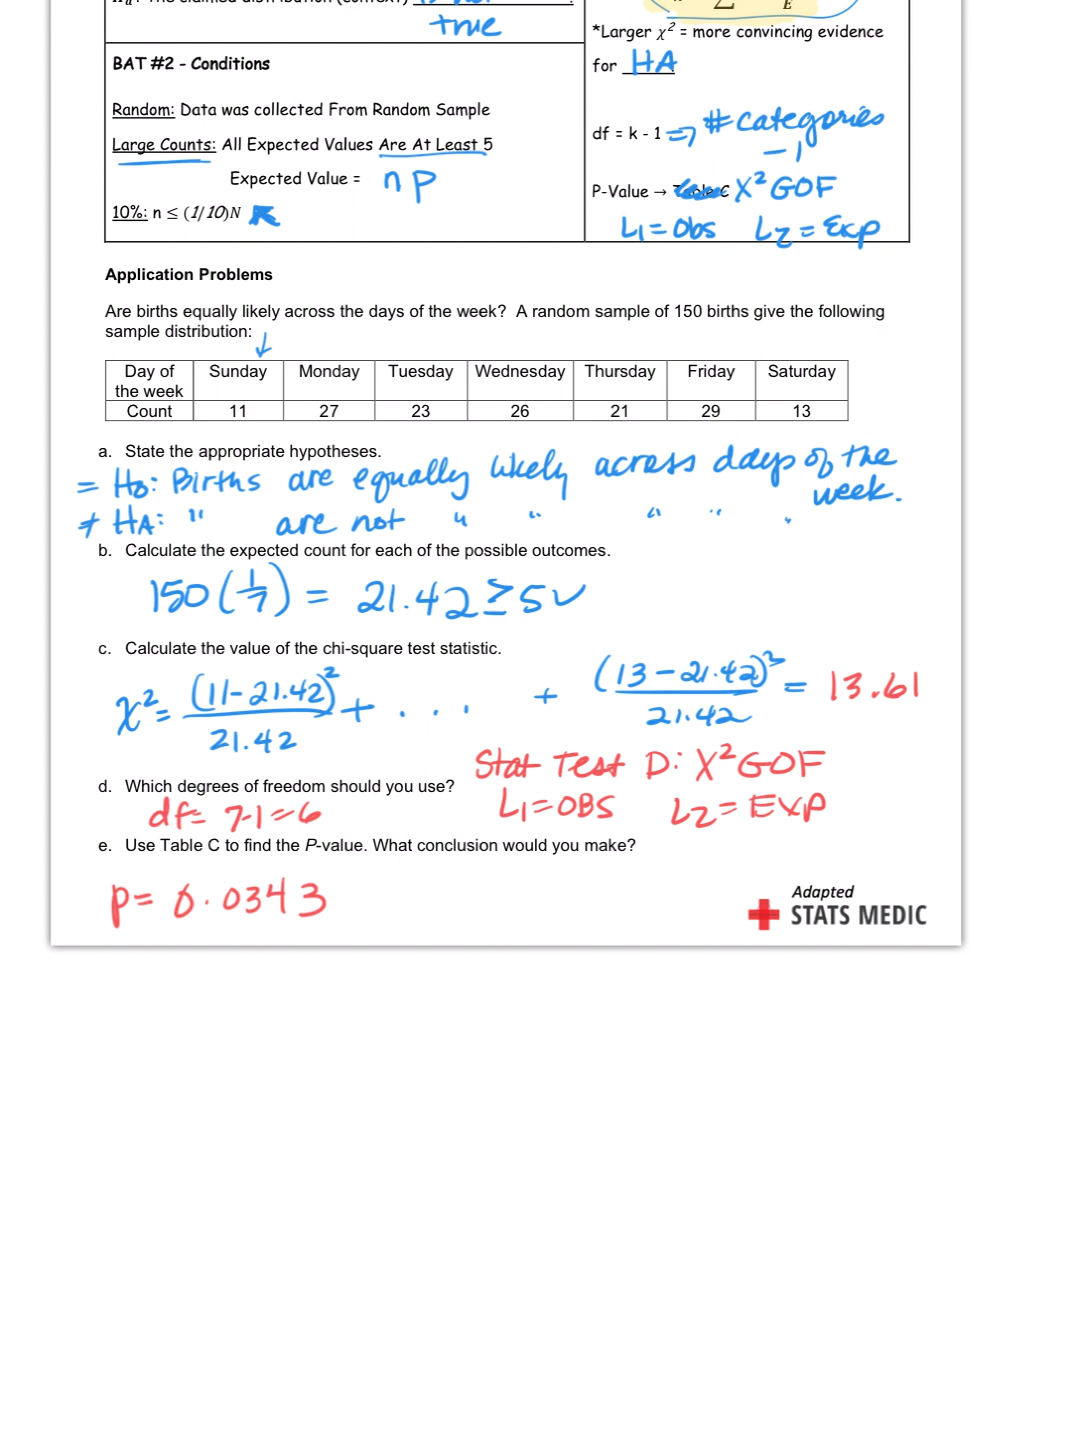 true
*Larger χ² = more convincing evidence
for HA
BAT #2 - Conditions
Random: Data was collected From Random Sample
Large Counts: All Expected Values Are At Least 5
Expected Value = np
10%: n ≤ (1/10)N
df = k - 1 ⇒ # categories
- 1
P-Value → Table C X² GOF
L1 = Obs L2 = Exp
Application Problems
Are births equally likely across the days of the week? A random sample of 150 births give the following
sample distribution:
Day of the week Sunday Monday Tuesday Wednesday Thursday Friday Saturday
Count 11 27 23 26 21 29 13
a. State the appropriate hypotheses.
= Ho: Births are equally likely across days of the
week.
≠ HA: " are not " " " " "
b. Calculate the expected count for each of the possible outcomes.
150(1/7) = 21.42 ≥ 5 ✓
c. Calculate the value of the chi-square test statistic.
χ² = (11-21.42)²/21.42 + . . . + (13-21.42)²/21.42 = 13.61
Stat Test D: X² GOF
d. Which degrees of freedom should you use?
L1 = OBS L2 = EXP
df = 7-1 = 6
e. Use Table C to find the P-value. What conclusion would you make?
p = 0.0343
Adapted
STATS MEDIC